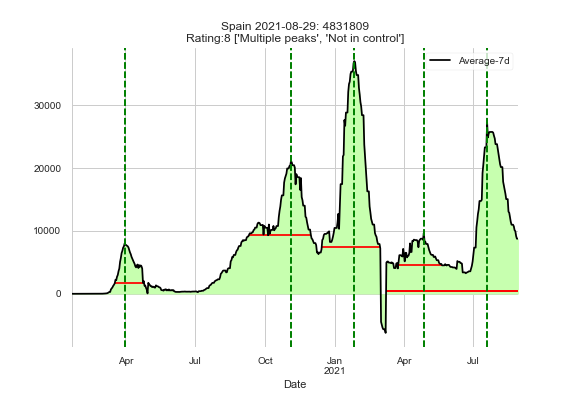 Spain 2021-08-29: 4831809
Rating:8 ['Multiple peaks', 'Not in control']
Average-7d
30000
20000
10000
0
Apr Jul Oct Jan Apr Jul
2021
Date